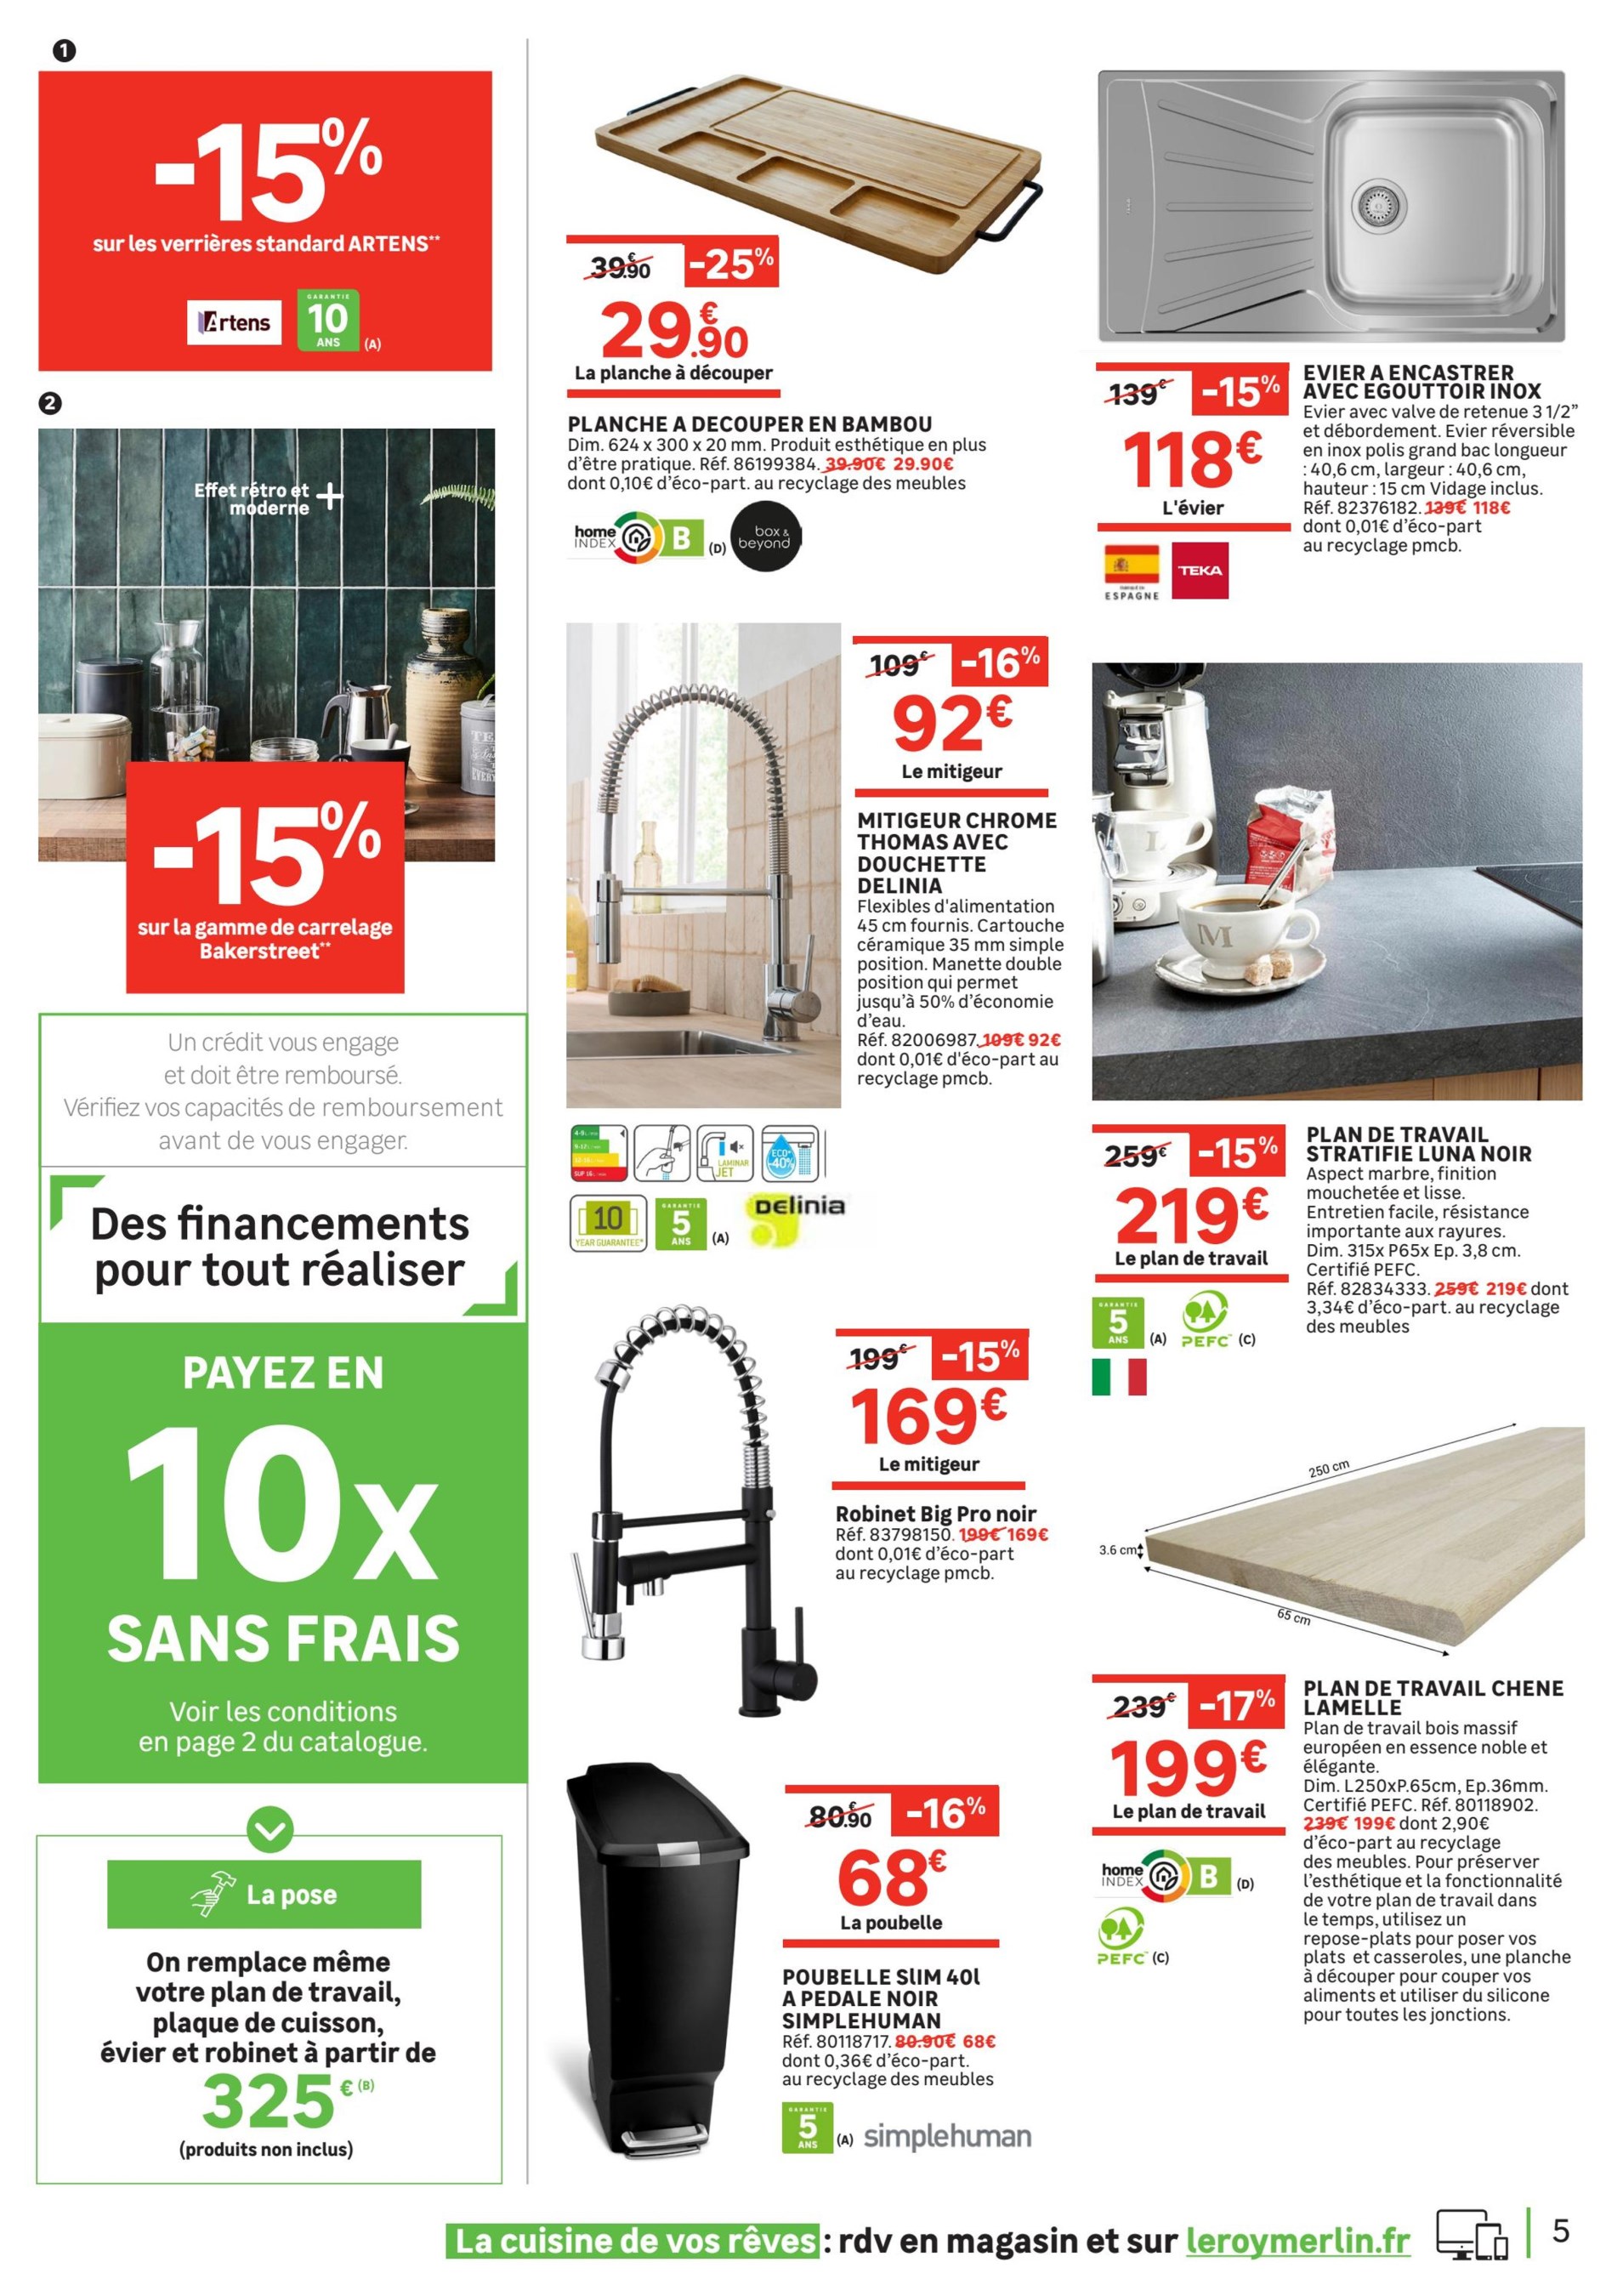 1
-15%
sur les verrières standard ARTENS**
Artens
GARANTIE
10
ANS
(A)
2
Effet rétro et
moderne
+
-15%
sur la gamme de carrelage
Bakerstreet**
Un crédit vous engage
et doit être remboursé.
Vérifiez vos capacités de remboursement
avant de vous engager.
Des financements
pour tout réaliser
PAYEZ EN
10x
SANS FRAIS
Voir les conditions
en page 2 du catalogue.
La pose
On remplace même
votre plan de travail,
plaque de cuisson,
évier et robinet à partir de
325€ (B)
(produits non inclus)
39€.90 -25%
29€.90
La planche à découper
PLANCHE A DECOUPER EN BAMBOU
Dim. 624 x 300 x 20 mm. Produit esthétique en plus
d'être pratique. Réf. 86199384. 39.90€ 29.90€
dont 0,10€ d'éco-part. au recyclage des meubles
home
INDEX
B
(D)
box &
beyond
109€ -16%
92€
Le mitigeur
MITIGEUR CHROME
THOMAS AVEC
DOUCHETTE
DELINIA
Flexibles d'alimentation
45 cm fournis. Cartouche
céramique 35 mm simple
position. Manette double
position qui permet
jusqu'à 50% d'économie
d'eau.
Réf. 82006987. 109€ 92€
dont 0,01€ d'éco-part au
recyclage pmcb.
SUP 16
LAMINAR
JET
ECO+
-40%
10
YEAR GUARANTEE*
GARANTIE
5
ANS
(A)
Delinia
199€ -15%
169€
Le mitigeur
Robinet Big Pro noir
Réf. 83798150. 199€ 169€
dont 0,01€ d'éco-part
au recyclage pmcb.
80€.90 -16%
68€
La poubelle
POUBELLE SlIM 40l
A PEDALE NOIR
SIMPLEHUMAN
Réf. 80118717. 80.90€ 68€
dont 0,36€ d'éco-part.
au recyclage des meubles
GARANTIE
5
ANS
(A)
simplehuman
139€ -15%
118€
L'évier
ESPAGNE
TEKA
EVIER A ENCASTRER
AVEC EGOUTTOIR INOX
Evier avec valve de retenue 3 1/2"
et débordement. Evier réversible
en inox polis grand bac longueur
: 40,6 cm, largeur : 40,6 cm,
hauteur : 15 cm Vidage inclus.
Réf. 82376182. 139€ 118€
dont 0,01€ d'éco-part
au recyclage pmcb.
L
M
259€ -15%
219€
Le plan de travail
GARANTIE
5
ANS
(A)
PEFC
(C)
PLAN DE TRAVAIL
STRATIFIE LUNA NOIR
Aspect marbre, finition
mouchetée et lisse.
Entretien facile, résistance
importante aux rayures.
Dim. 315x P65x Ep. 3,8 cm.
Certifié PEFC.
Réf. 82834333. 259€ 219€ dont
3,34€ d'éco-part. au recyclage
des meubles
250 cm
3.6 cm
65 cm
239€ -17%
199€
Le plan de travail
home
INDEX
B
(D)
PEFC
(C)
PLAN DE TRAVAIL CHENE
LAMELLE
Plan de travail bois massif
européen en essence noble et
élégante.
Dim. L250xP.65cm, Ep.36mm.
Certifié PEFC. Réf. 80118902.
239€ 199€ dont 2,90€
d'éco-part au recyclage
des meubles. Pour préserver
l'esthétique et la fonctionnalité
de votre plan de travail dans
le temps, utilisez un
repose-plats pour poser vos
plats et casseroles, une planche
à découper pour couper vos
aliments et utiliser du silicone
pour toutes les jonctions.
La cuisine de vos rêves : rdv en magasin et sur leroymerlin.fr
5